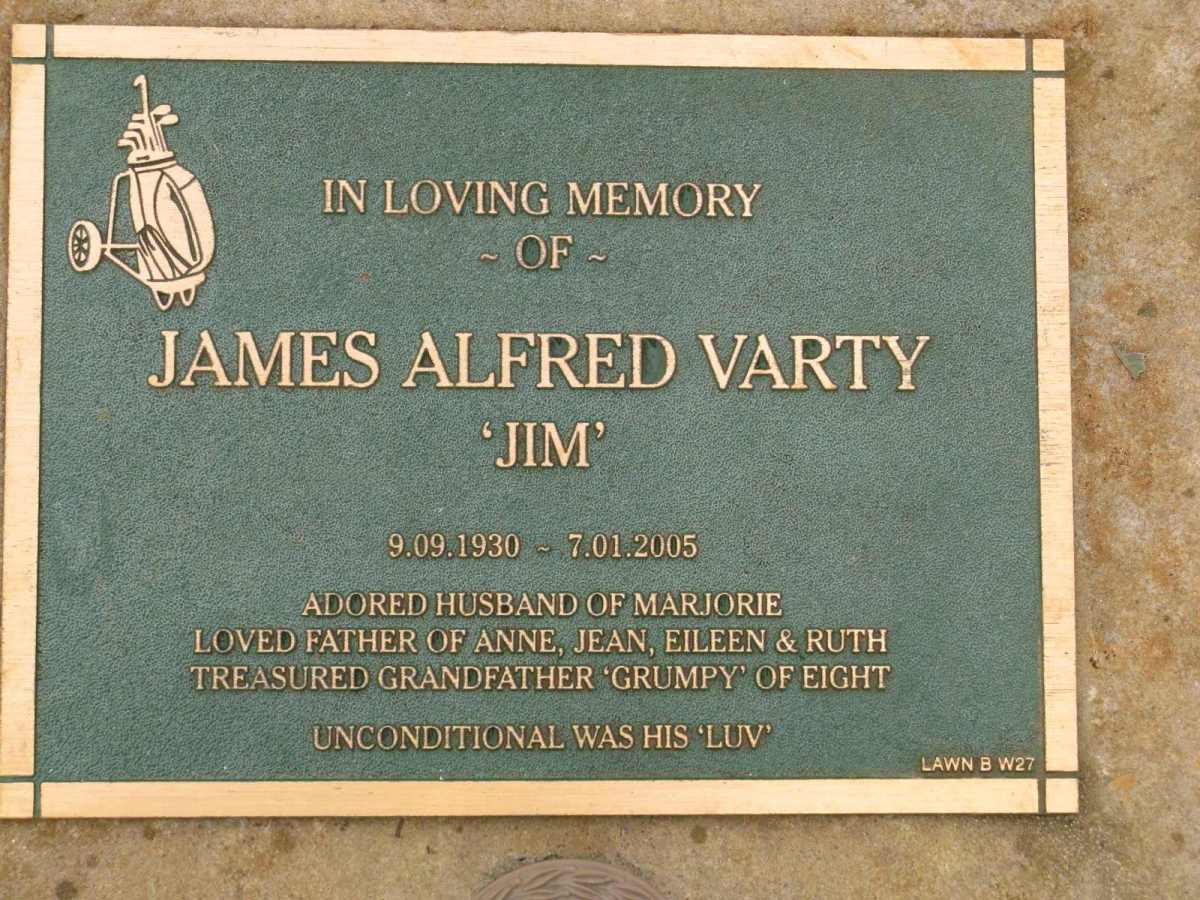 IN LOVING MEMORY
~ OF ~
JAMES ALFRED VARTY
‘JIM’
9.09.1930 ~ 7.01.2005
ADORED HUSBAND OF MARJORIE
LOVED FATHER OF ANNE, JEAN, EILEEN & RUTH
TREASURED GRANDFATHER ‘GRUMPY’ OF EIGHT
UNCONDITIONAL WAS HIS ‘LUV’
LAWN B W27